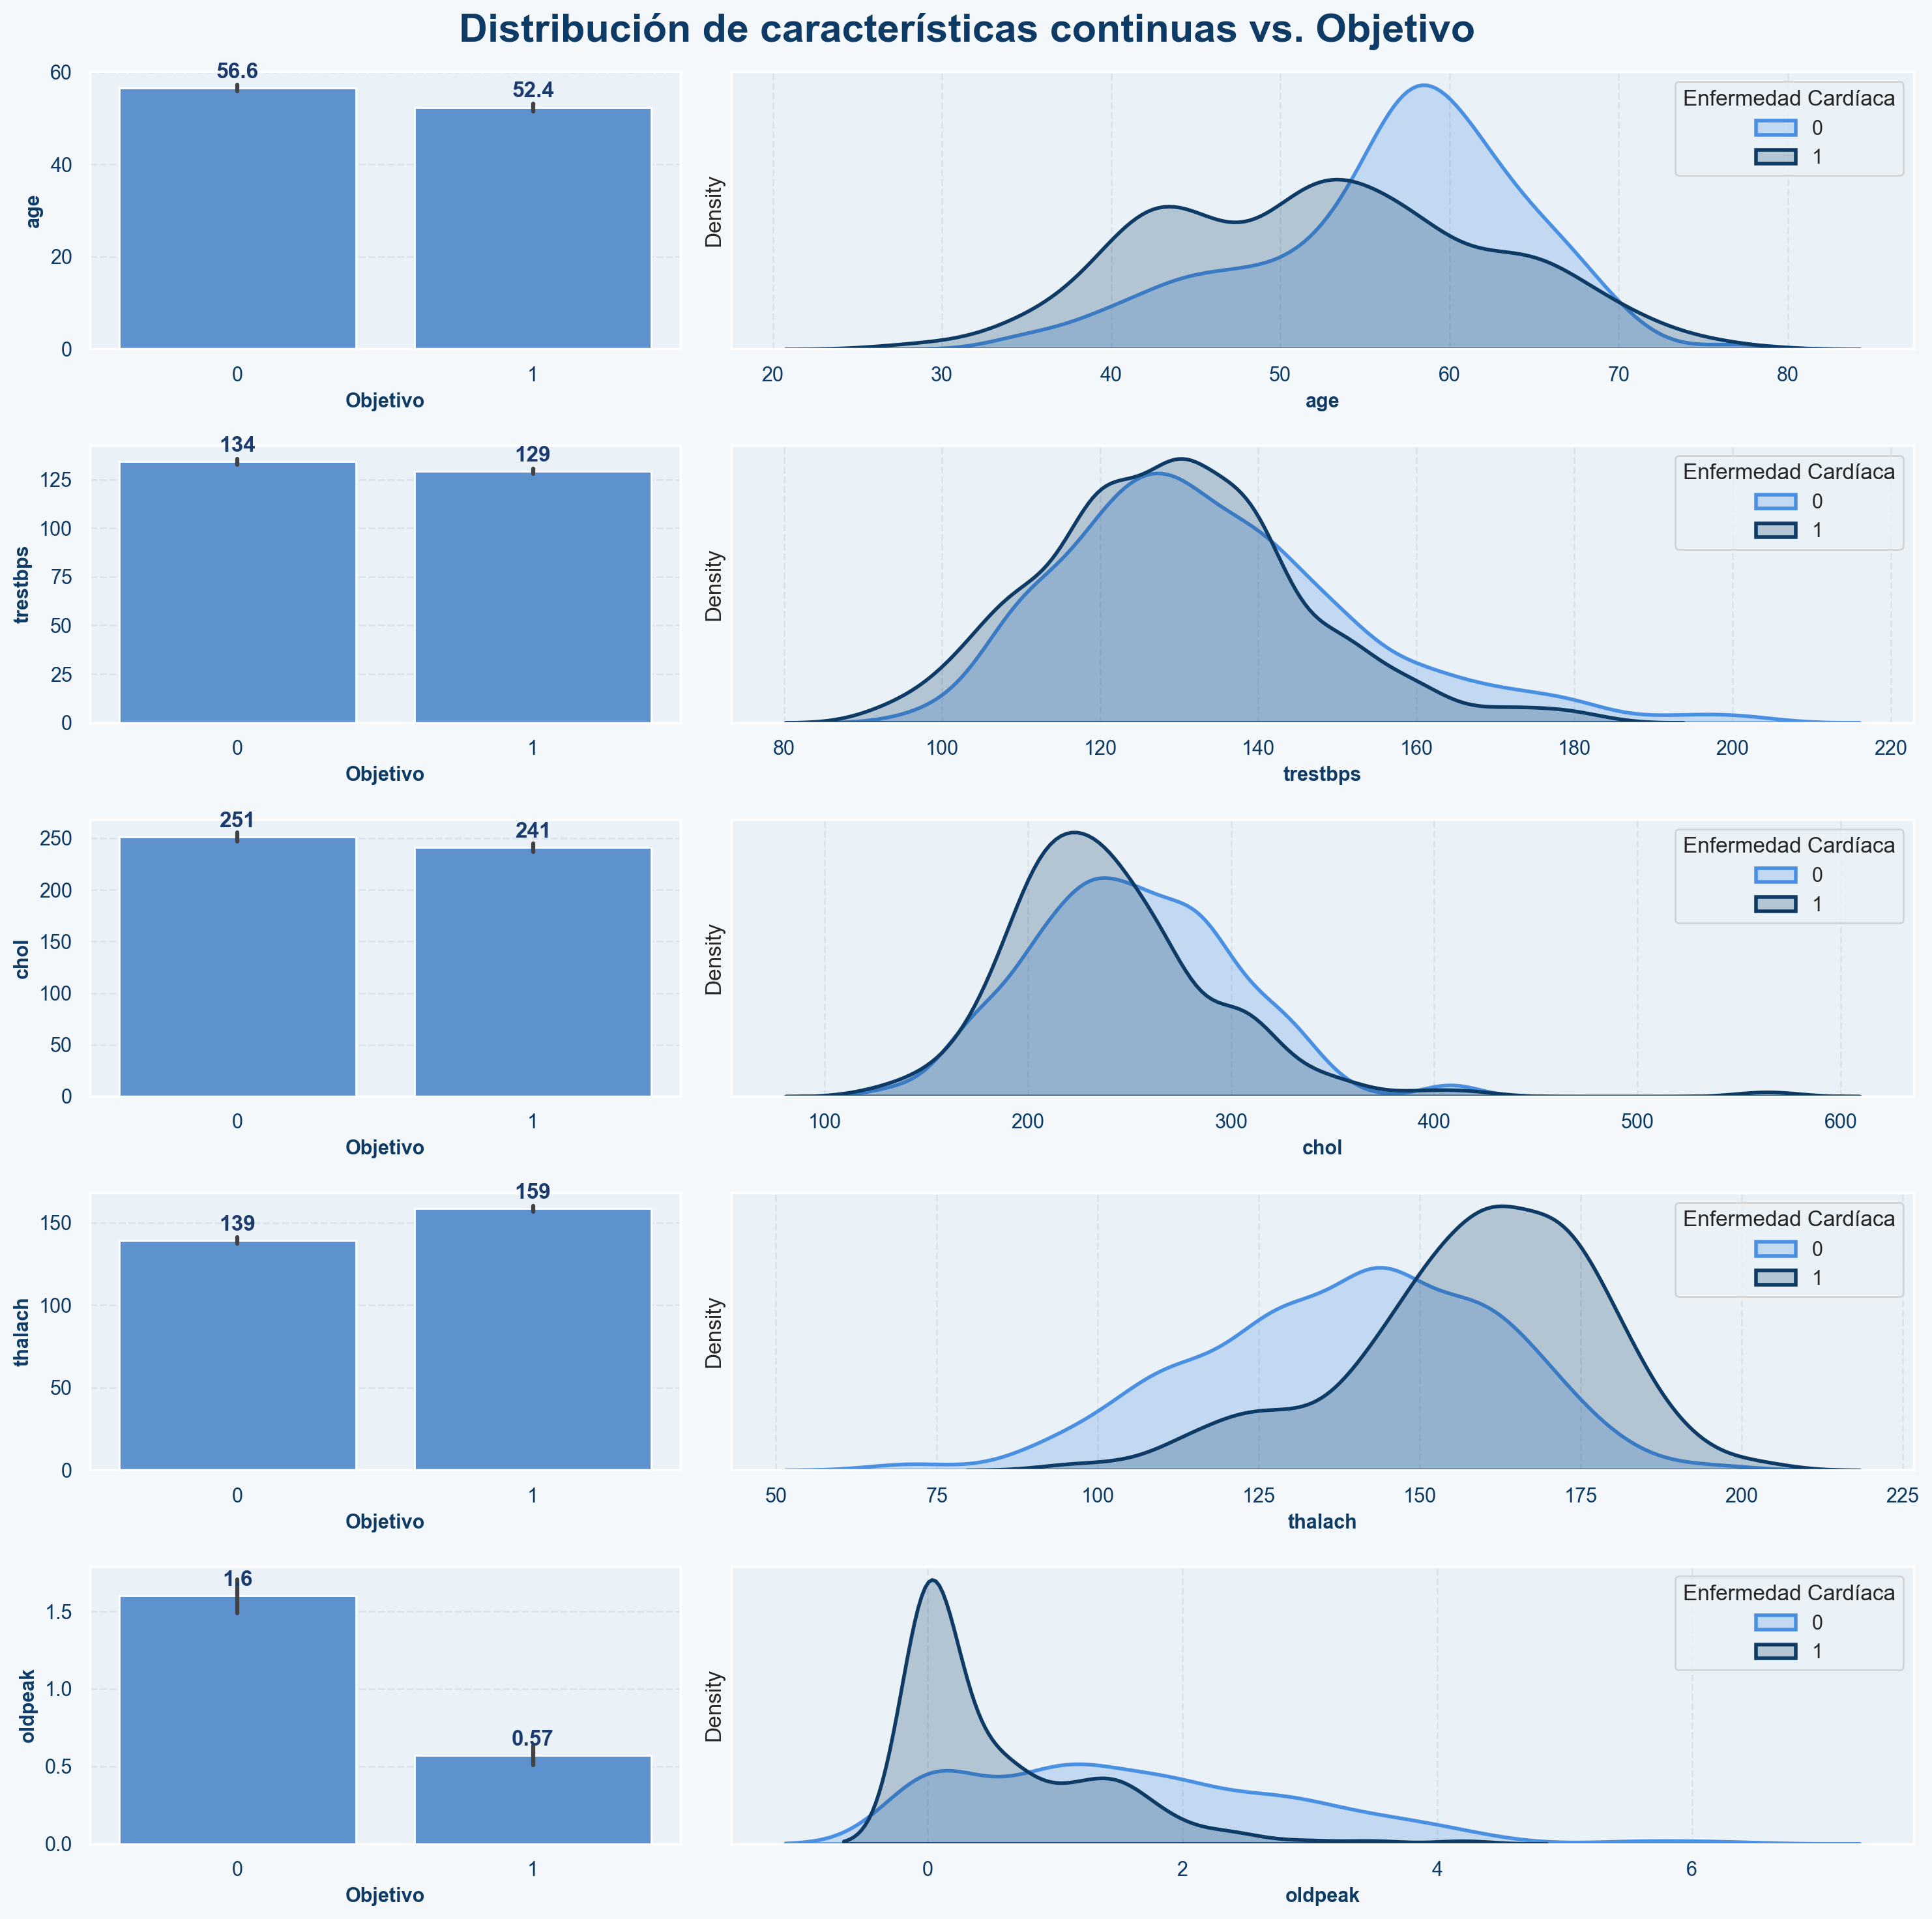 Distribución de características continuas vs. Objetivo
60
40
20
0
age
56.6
52.4
0 1
Objetivo
Density
Enfermedad Cardíaca
0
1
20 30 40 50 60 70 80
age
125
100
75
50
25
0
trestbps
134
129
0 1
Objetivo
Density
Enfermedad Cardíaca
0
1
80 100 120 140 160 180 200 220
trestbps
250
200
150
100
50
0
chol
251
241
0 1
Objetivo
Density
Enfermedad Cardíaca
0
1
100 200 300 400 500 600
chol
150
100
50
0
thalach
139
159
0 1
Objetivo
Density
Enfermedad Cardíaca
0
1
50 75 100 125 150 175 200 225
thalach
1.5
1.0
0.5
0.0
oldpeak
1.6
0.57
0 1
Objetivo
Density
Enfermedad Cardíaca
0
1
0 2 4 6
oldpeak